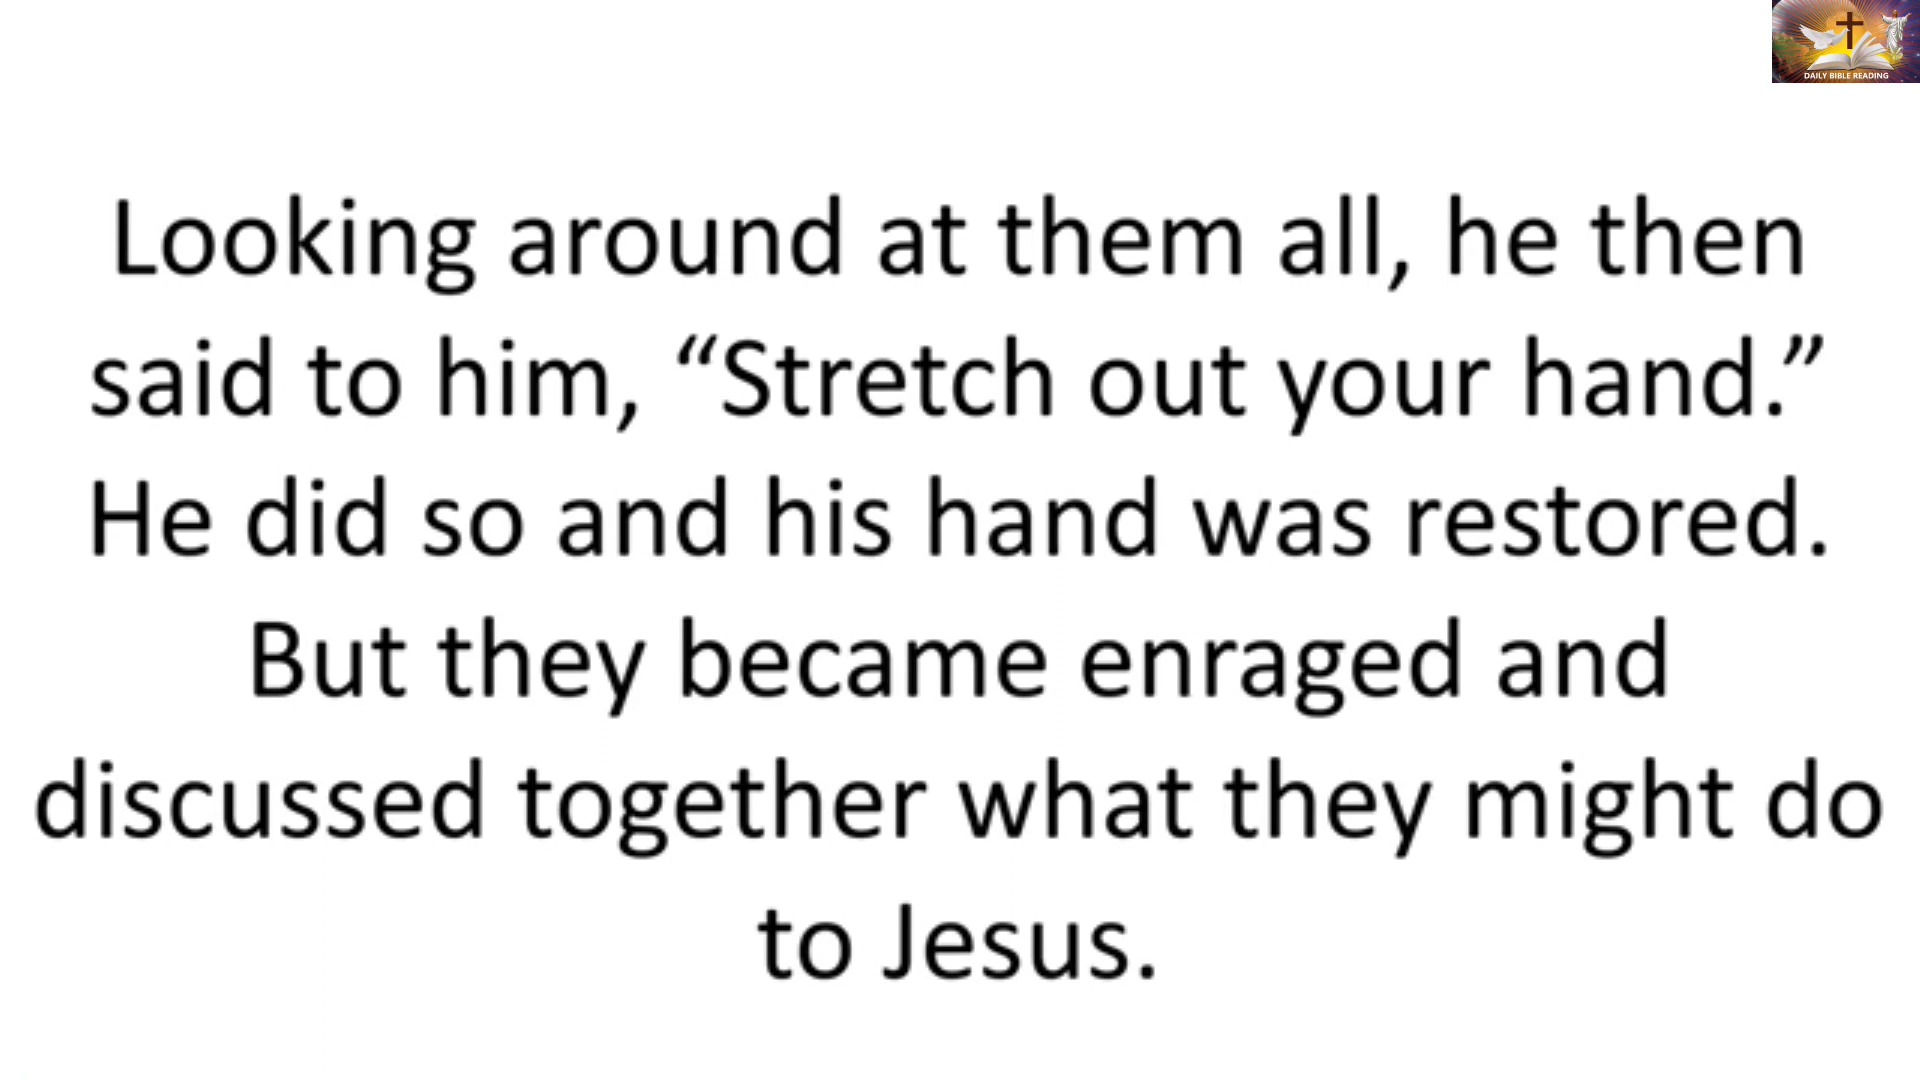 DAILY BIBLE READING
Looking around at them all, he then
said to him, “Stretch out your hand.”
He did so and his hand was restored.
But they became enraged and
discussed together what they might do
to Jesus.